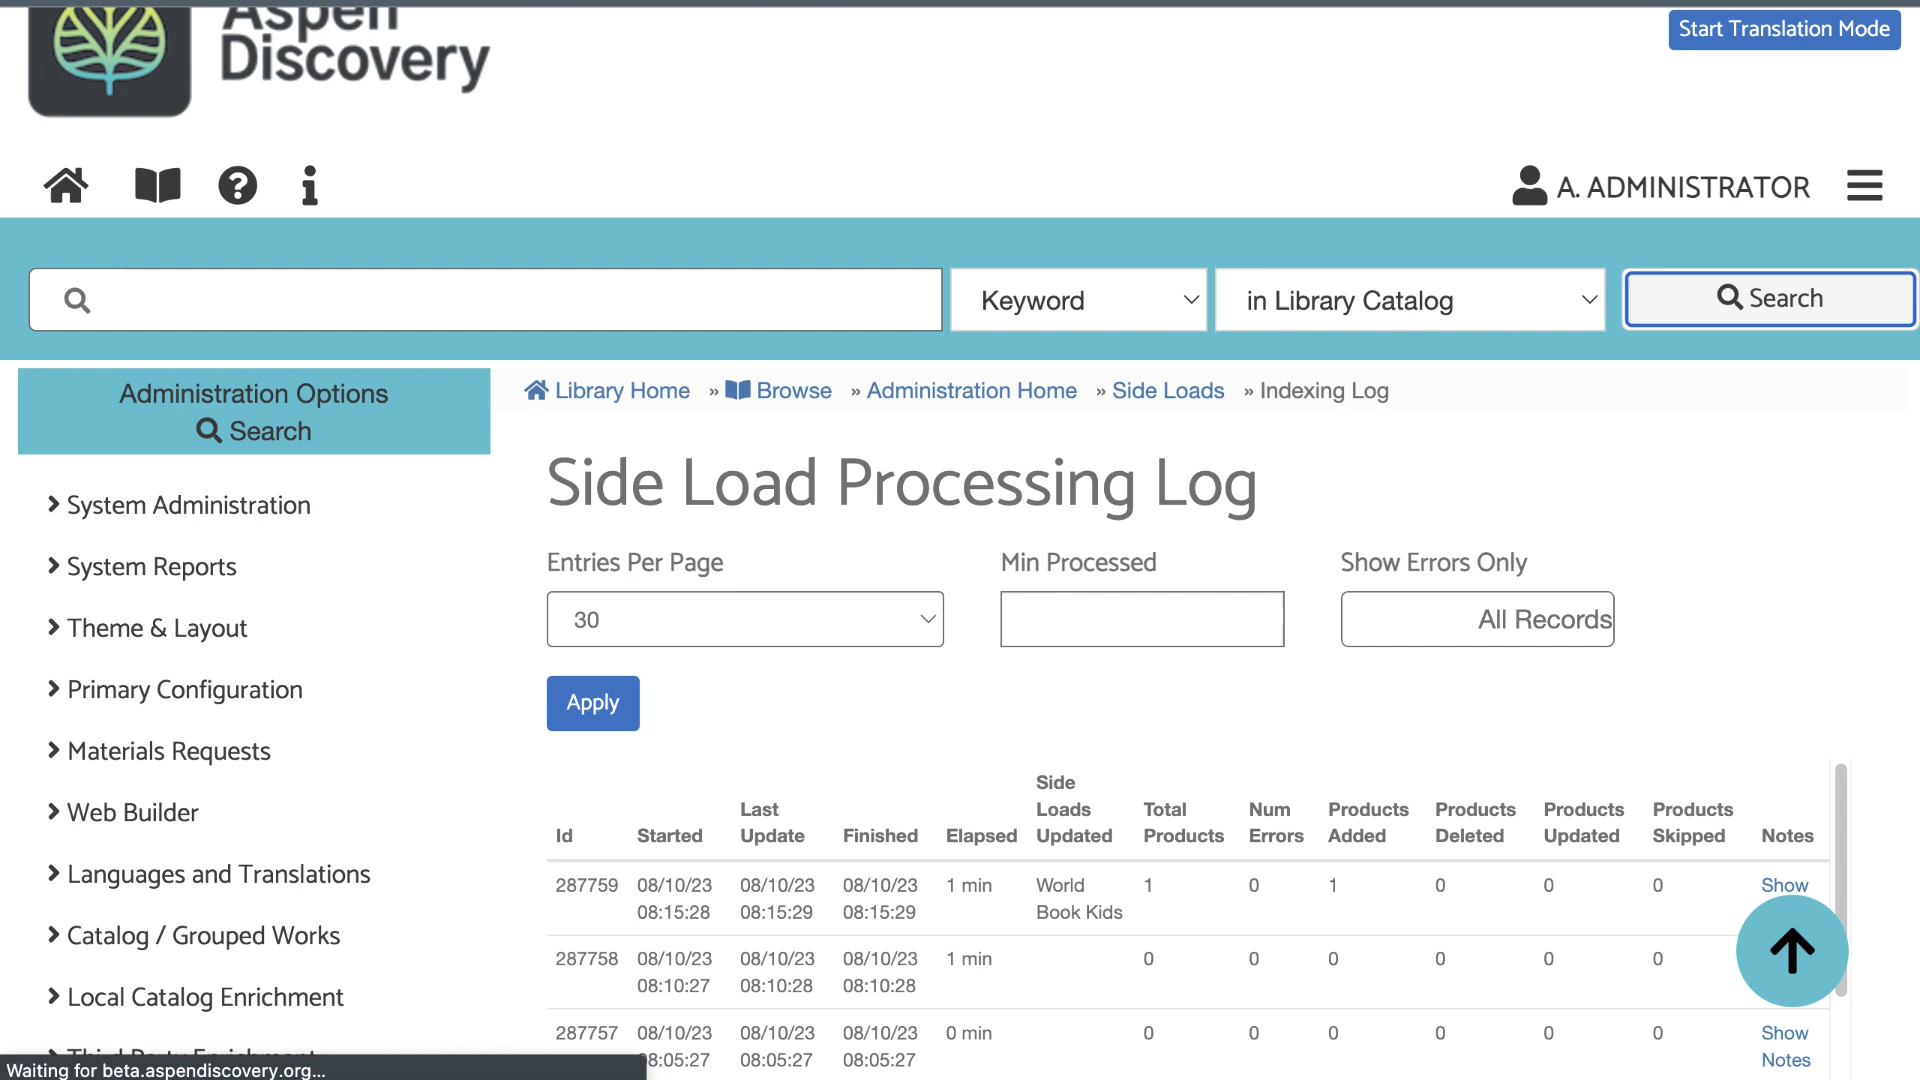 Aspen
Discovery
Start Translation Mode
A. ADMINISTRATOR
Keyword
in Library Catalog
Search
Administration Options
Search
Library Home » Browse » Administration Home » Side Loads » Indexing Log
System Administration
System Reports
Theme & Layout
Primary Configuration
Materials Requests
Web Builder
Languages and Translations
Catalog / Grouped Works
Local Catalog Enrichment
Third Party Enrichment
Side Load Processing Log
Entries Per Page
30
Min Processed
Show Errors Only
All Records
Apply
Id Started Last Update Finished Elapsed Side Loads Updated Total Products Num Errors Products Added Products Deleted Products Updated Products Skipped Notes
287759 08/10/23 08/10/23 08/10/23 1 min World 1 0 1 0 0 0 Show
08:15:28 08:15:29 08:15:29 Book Kids
287758 08/10/23 08/10/23 08/10/23 1 min 0 0 0 0 0 0
08:10:27 08:10:28 08:10:28
287757 08/10/23 08/10/23 08/10/23 0 min 0 0 0 0 0 0 Show
08:05:27 08:05:27 08:05:27 Notes
Waiting for beta.aspendiscovery.org...